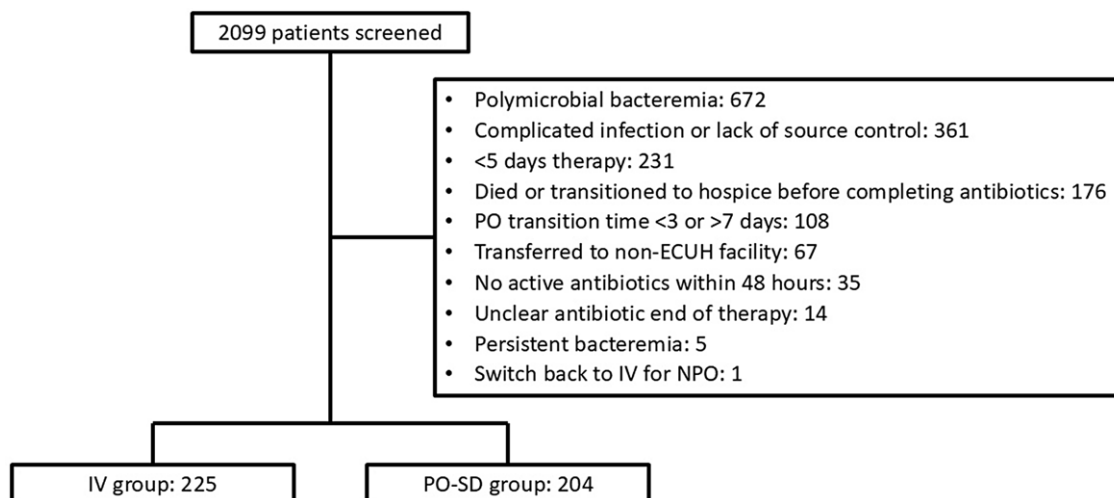 2099 patients screened
• Polymicrobial bacteremia: 672
• Complicated infection or lack of source control: 361
• <5 days therapy: 231
• Died or transitioned to hospice before completing antibiotics: 176
• PO transition time <3 or >7 days: 108
• Transferred to non-ECUH facility: 67
• No active antibiotics within 48 hours: 35
• Unclear antibiotic end of therapy: 14
• Persistent bacteremia: 5
• Switch back to IV for NPO: 1
IV group: 225
PO-SD group: 204